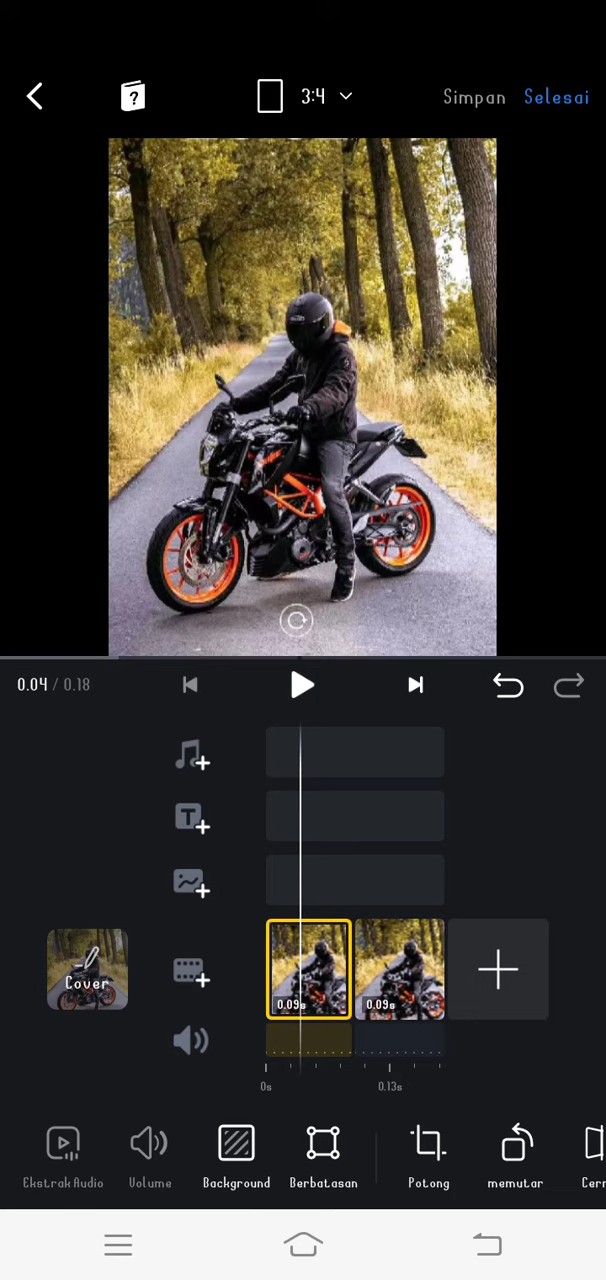 ?
3:4
Simpan
Selesai
0.04 / 0.18
T
Cover
0.09s
0.09s
0s
0.13s
Ekstrak Audio
Volume
Background
Berbatasan
Potong
memutar
Cerr